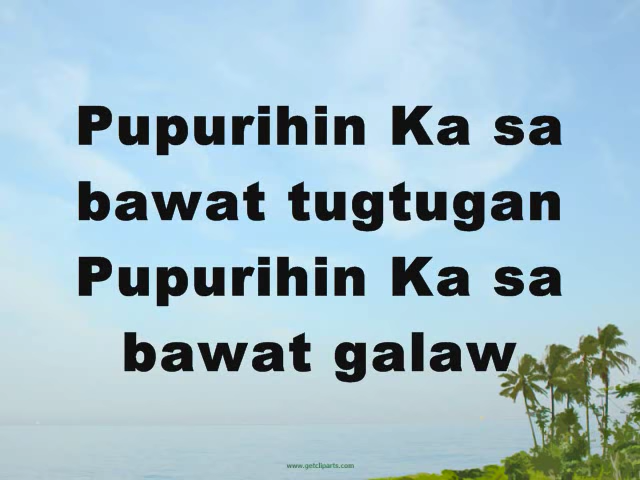 Pupurihin Ka sa
bawat tugtugan
Pupurihin Ka sa
bawat galaw
www.getcliparts.com